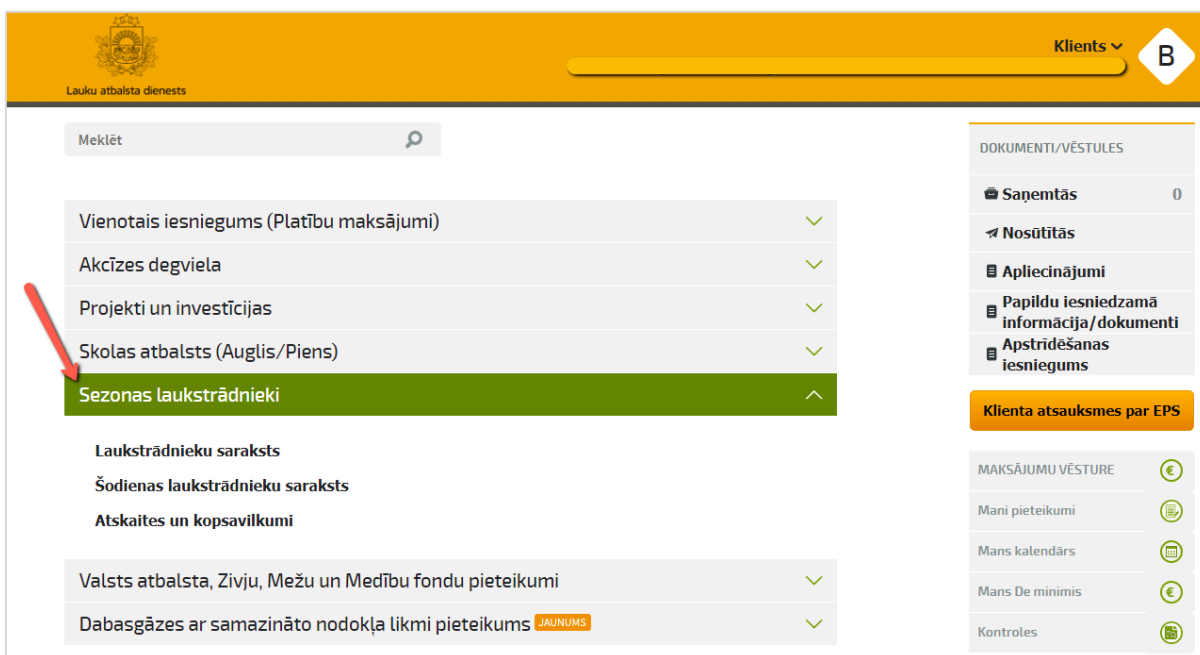 Lauku atbalsta dienests
Klients
B
Meklēt
Vienotais iesniegums (Platību maksājumi)
Akcīzes degviela
Projekti un investīcijas
Skolas atbalsts (Auglis/Piens)
Sezonas laukstrādnieki
Laukstrādnieku saraksts
Šodienas laukstrādnieku saraksts
Atskaites un kopsavilkumi
Valsts atbalsta, Zivju, Mežu un Medību fondu pieteikumi
Dabasgāzes ar samazināto nodokļa likmi pieteikums JAUNUMS
DOKUMENTI/VĒSTULES
Saņemtās 0
Nosūtītās
Apliecinājumi
Papildu iesniedzamā
informācija/dokumenti
Apstrīdēšanas
iesniegums
Klienta atsauksmes par EPS
MAKSĀJUMU VĒSTURE
Mani pieteikumi
Mans kalendārs
Mans De minimis
Kontroles